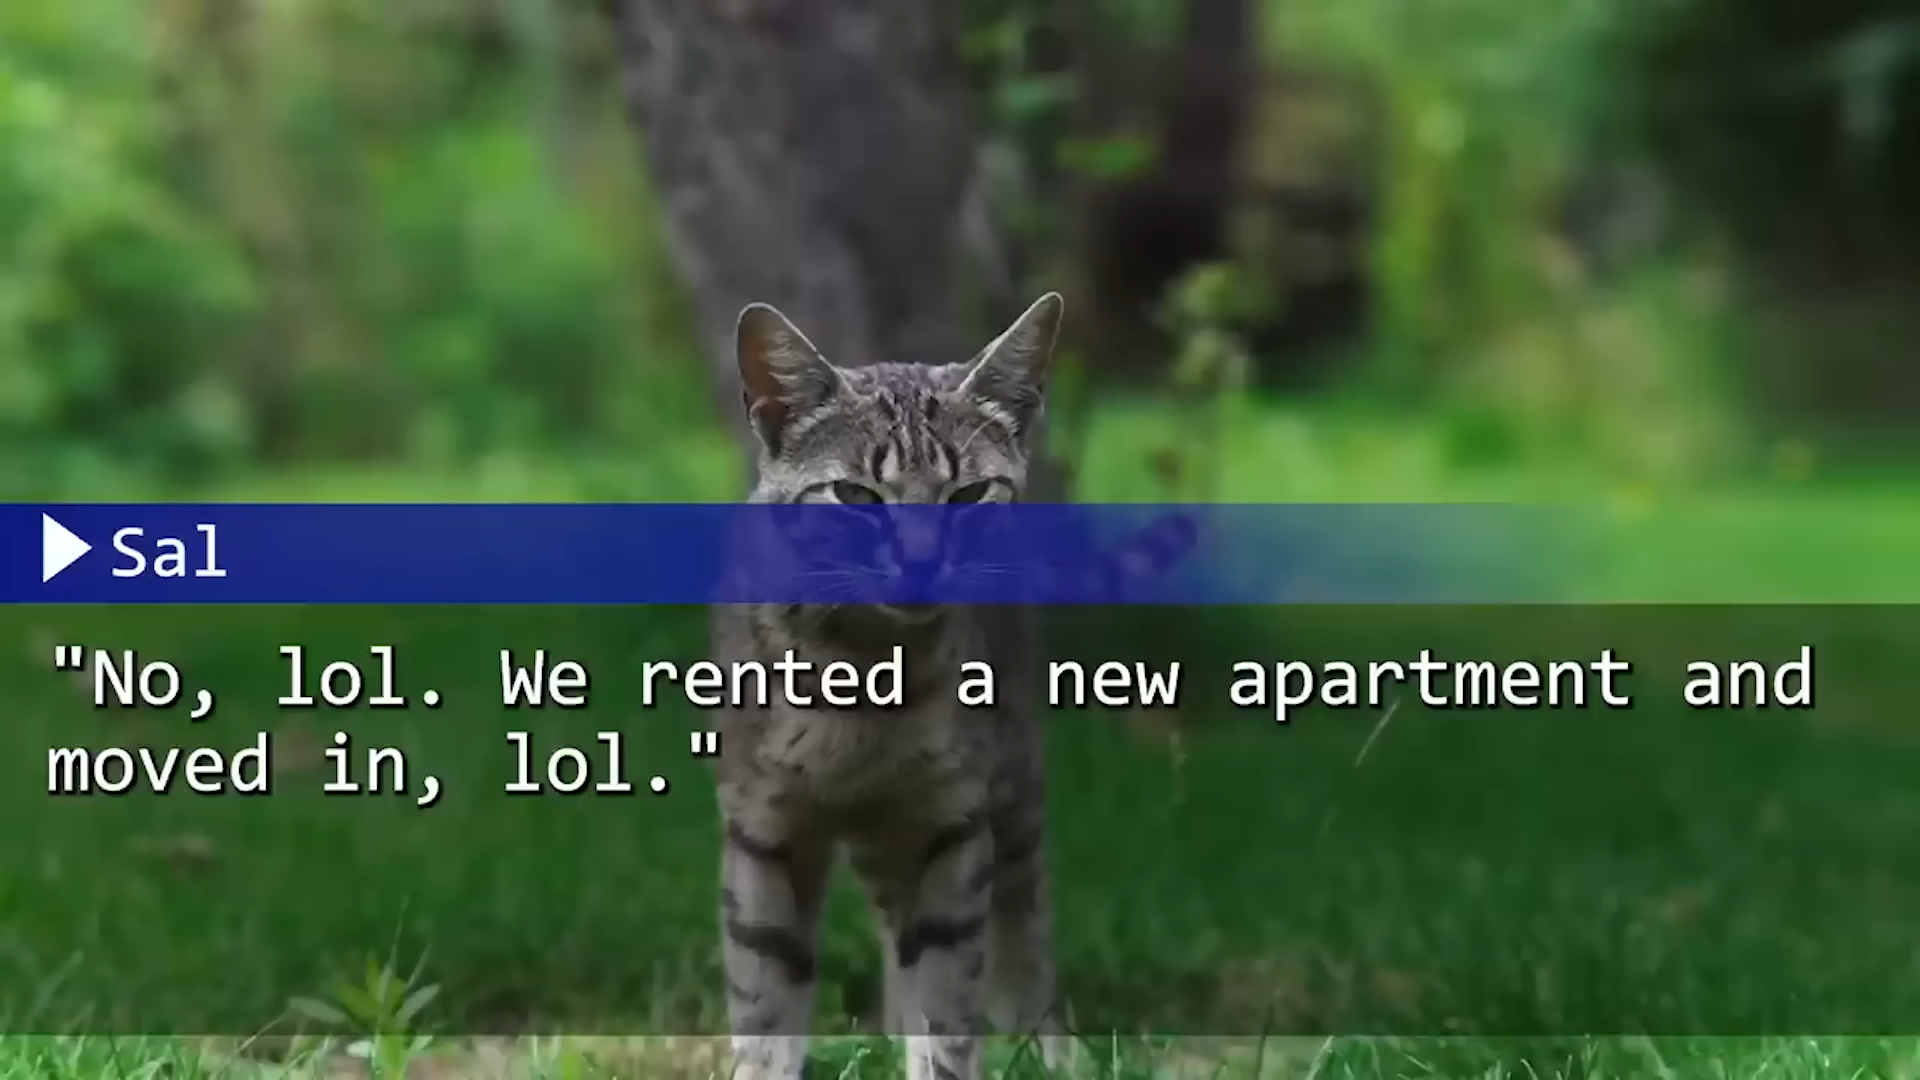 Sal
"No, lol. We rented a new apartment and
moved in, lol."